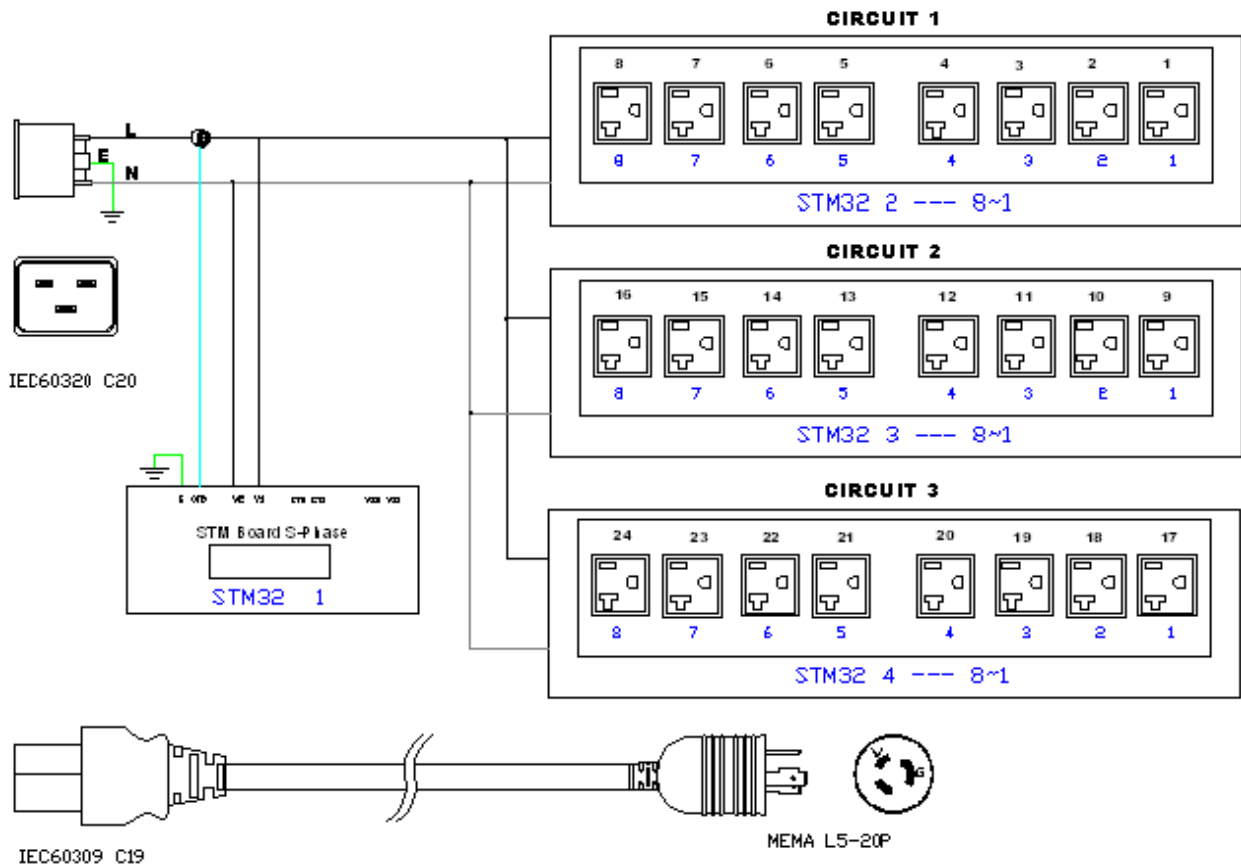 CIRCUIT 1
8 7 6 5 4 3 2 1
L
E
N
8 7 6 5 4 3 2 1
STM32 2 --- 8~1
CIRCUIT 2
16 15 14 13 12 11 10 9
IEC60320 C20
8 7 6 5 4 3 2 1
STM32 3 --- 8~1
CIRCUIT 3
STM Board S-Phase
STM32 1
24 23 22 21 20 19 18 17
8 7 6 5 4 3 2 1
STM32 4 --- 8~1
G
MEMA L5-20P
IEC60309 C19